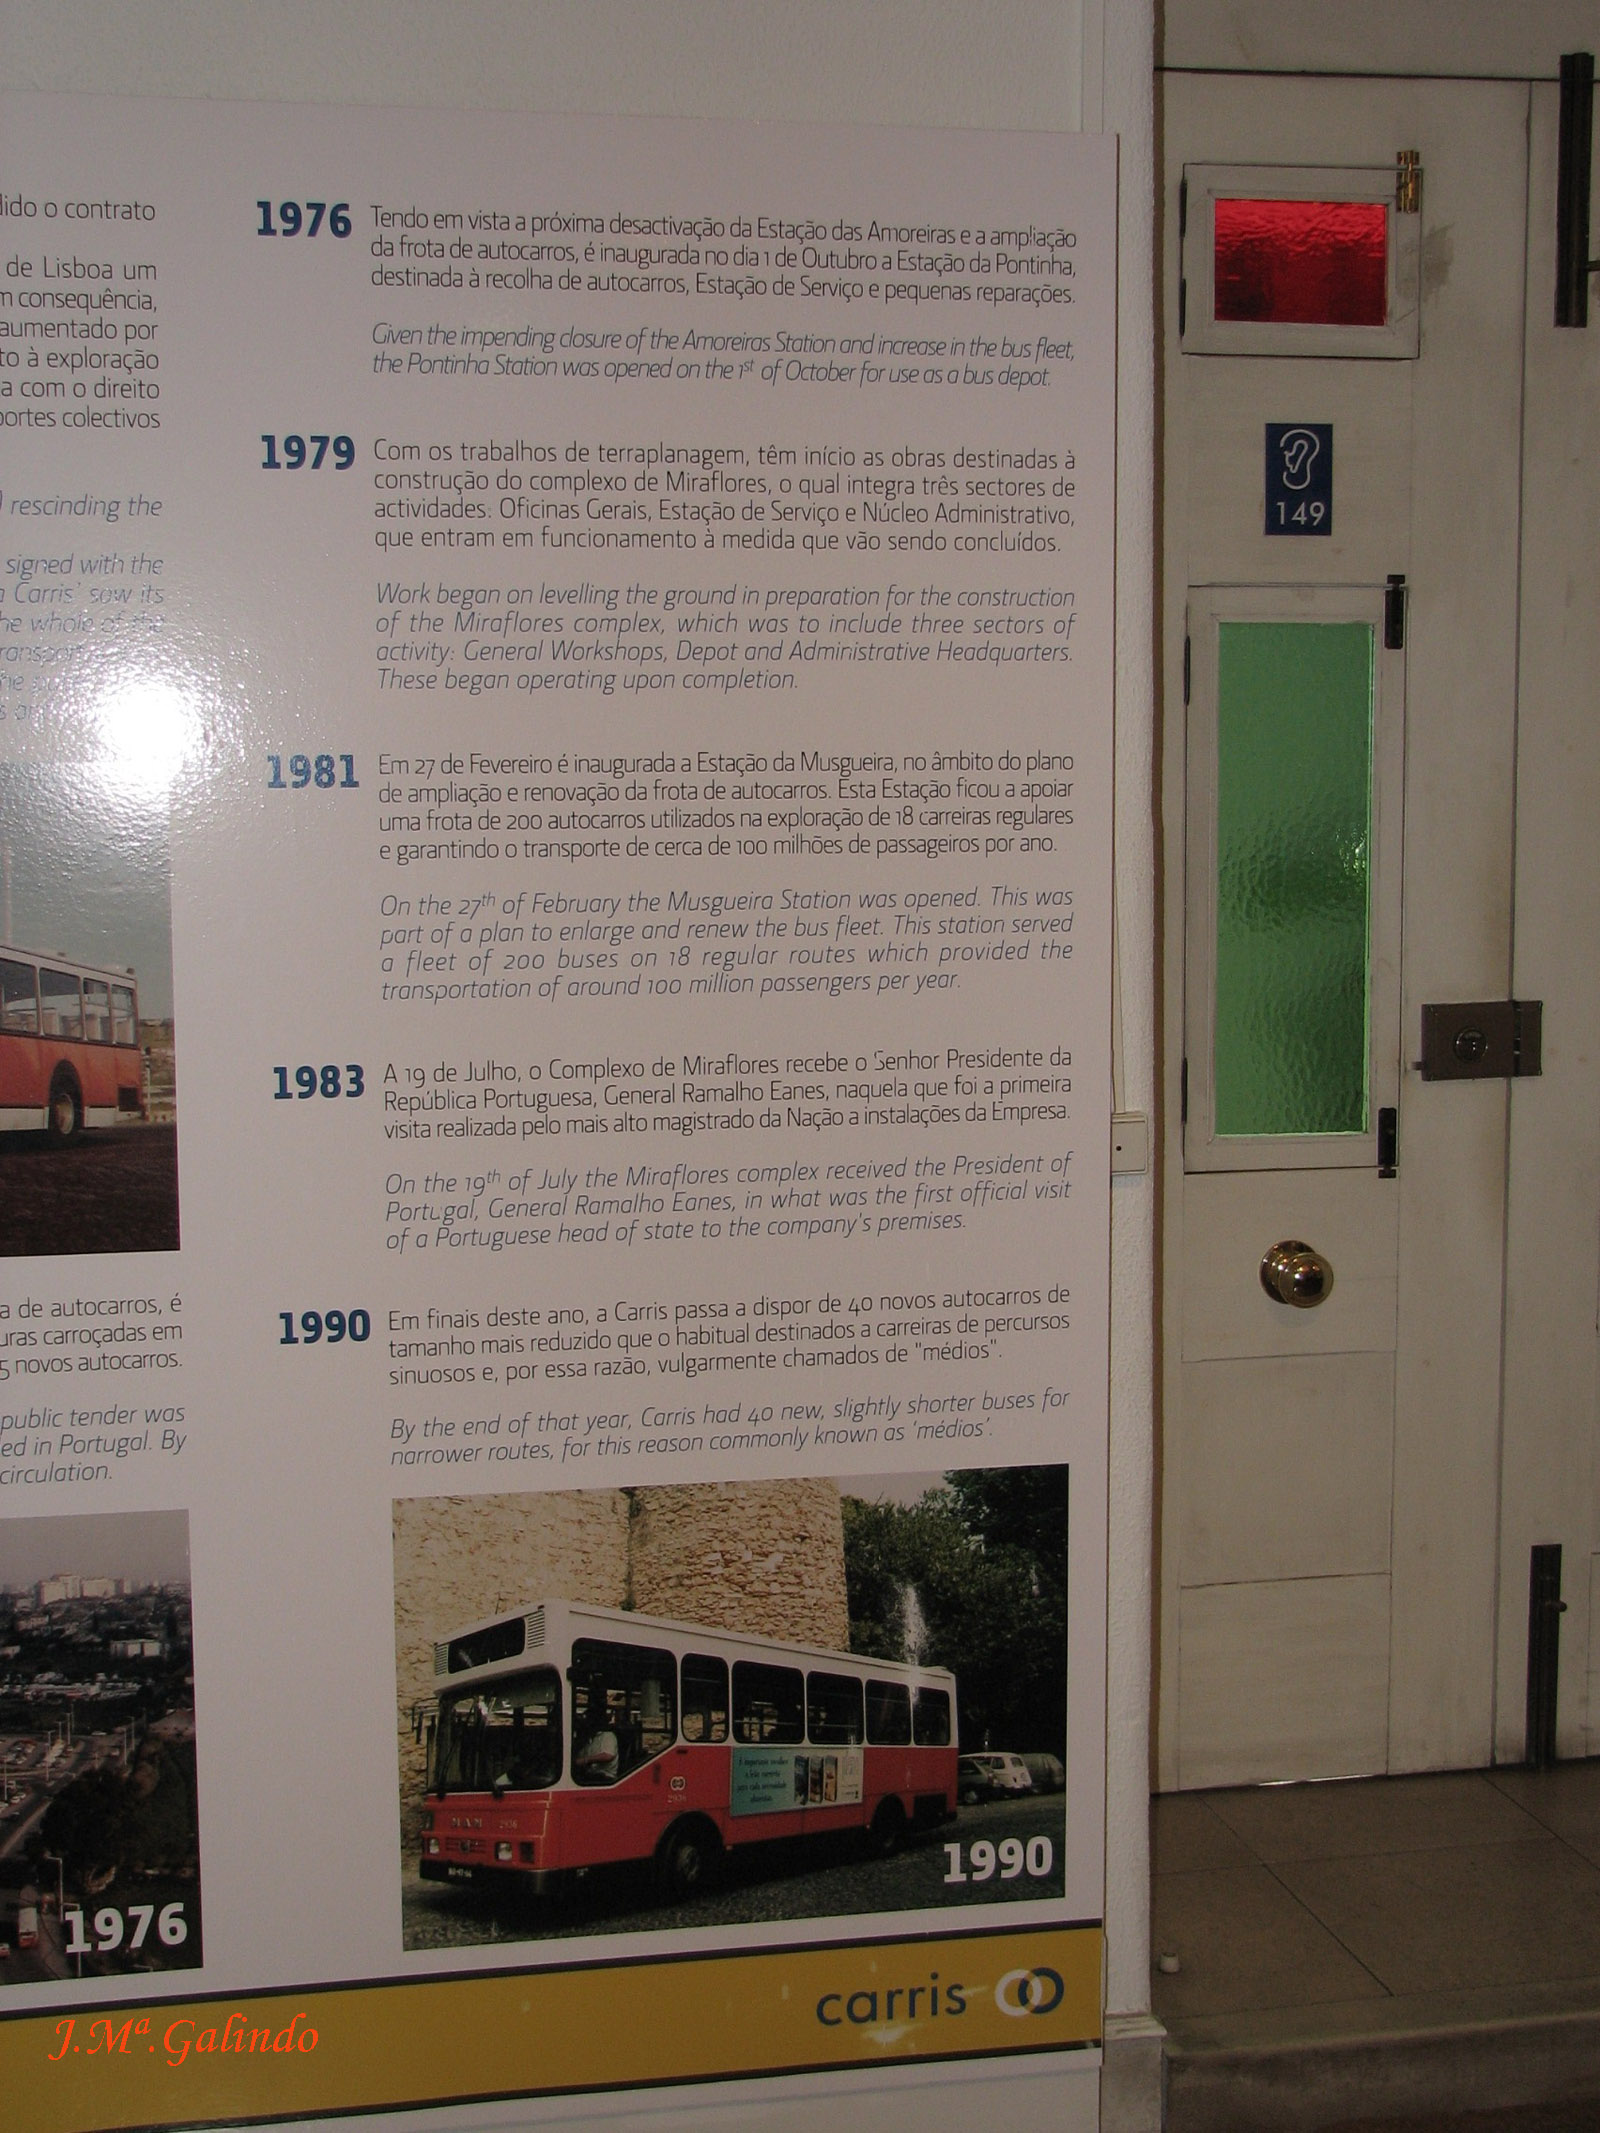 dido o contrato
de Lisboa um
m consequência,
aumentado por
to à exploração
a com o direito
portes colectivos
rescinding the
signed with the
Carris' saw its
he whole of the
1976
Tendo em vista a próxima desactivação da Estação das Amoreiras e a ampliação
da frota de autocarros, é inaugurada no dia 1 de Outubro a Estação da Pontinha,
destinada à recolha de autocarros, Estação de Serviço e pequenas reparações.
Given the impending closure of the Amoreiras Station and increase in the bus fleet,
the Pontinha Station was opened on the 1st of October for use as a bus depot.
1979
Com os trabalhos de terraplanagem, têm início as obras destinadas à
construção do complexo de Miraflores, o qual integra três sectores de
actividades: Oficinas Gerais, Estação de Serviço e Núcleo Administrativo,
que entram em funcionamento à medida que vão sendo concluídos.
Work began on levelling the ground in preparation for the construction
of the Miraflores complex, which was to include three sectors of
activity: General Workshops, Depot and Administrative Headquarters.
These began operating upon completion.
1981
Em 27 de Fevereiro é inaugurada a Estação da Musgueira, no âmbito do plano
de ampliação e renovação da frota de autocarros. Esta Estação ficou a apoiar
uma frota de 200 autocarros utilizados na exploração de 18 carreiras regulares
e garantindo o transporte de cerca de 100 milhões de passageiros por ano.
On the 27th of February the Musgueira Station was opened. This was
part of a plan to enlarge and renew the bus fleet. This station served
a fleet of 200 buses on 18 regular routes which provided the
transportation of around 100 million passengers per year.
1983
A 19 de Julho, o Complexo de Miraflores recebe o Senhor Presidente da
República Portuguesa, General Ramalho Eanes, naquela que foi a primeira
visita realizada pelo mais alto magistrado da Nação a instalações da Empresa.
On the 19th of July the Miraflores complex received the President of
Portugal, General Ramalho Eanes, in what was the first official visit
of a Portuguese head of state to the company's premises.
a de autocarros, é
uras carroçadas em
5 novos autocarros.
public tender was
ed in Portugal. By
circulation.
1990
Em finais deste ano, a Carris passa a dispor de 40 novos autocarros de
tamanho mais reduzido que o habitual destinados a carreiras de percursos
sinuosos e, por essa razão, vulgarmente chamados de "médios".
By the end of that year, Carris had 40 new, slightly shorter buses for
narrower routes, for this reason commonly known as 'médios'.
MAN 2936
2936
1990
1976
carris
J.Mª.Galindo
149